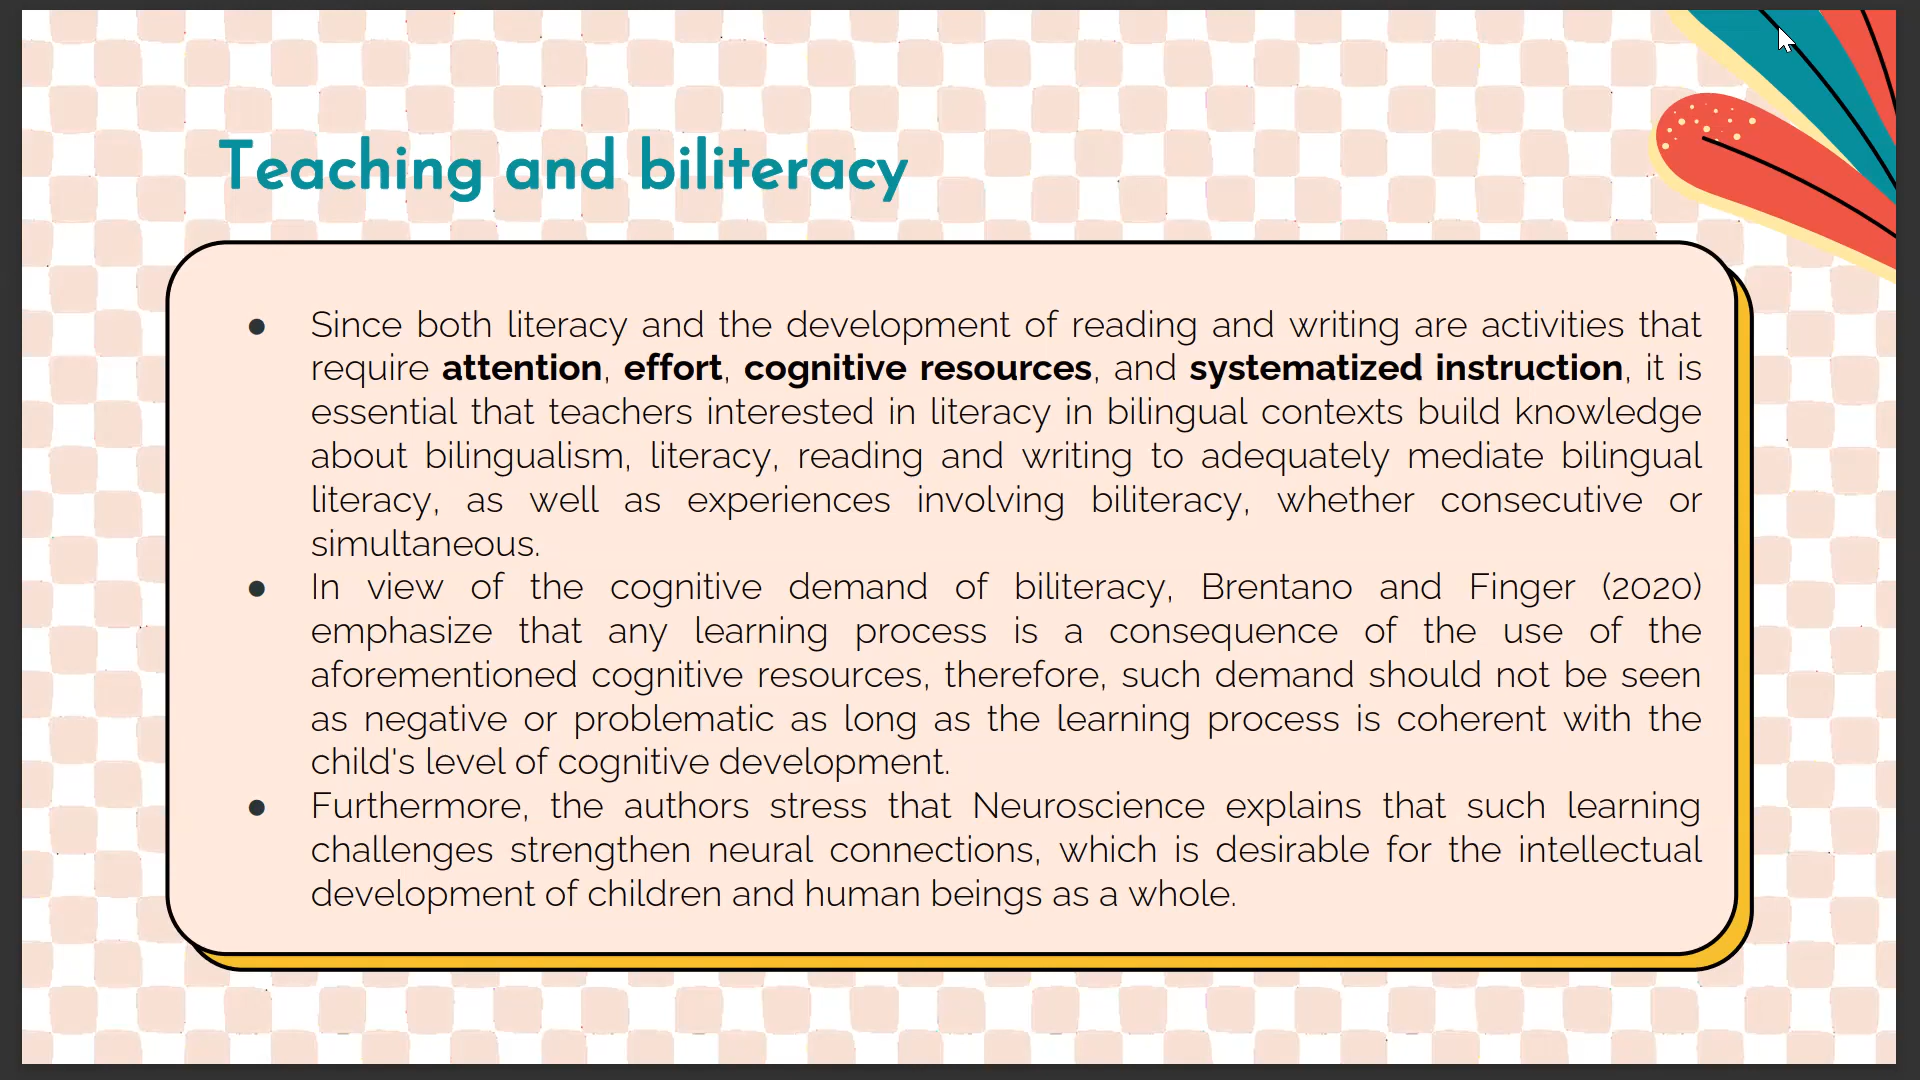 Teaching and biliteracy
● Since both literacy and the development of reading and writing are activities that
require attention, effort, cognitive resources, and systematized instruction, it is
essential that teachers interested in literacy in bilingual contexts build knowledge
about bilingualism, literacy, reading and writing to adequately mediate bilingual
literacy, as well as experiences involving biliteracy, whether consecutive or
simultaneous.
● In view of the cognitive demand of biliteracy, Brentano and Finger (2020)
emphasize that any learning process is a consequence of the use of the
aforementioned cognitive resources, therefore, such demand should not be seen
as negative or problematic as long as the learning process is coherent with the
child's level of cognitive development.
● Furthermore, the authors stress that Neuroscience explains that such learning
challenges strengthen neural connections, which is desirable for the intellectual
development of children and human beings as a whole.